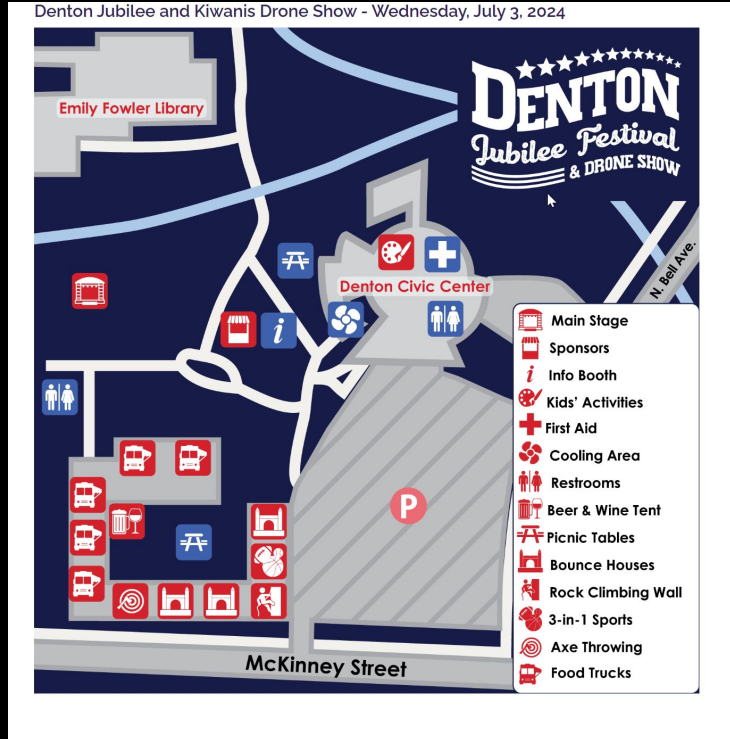 Denton Jubilee and Kiwanis Drone Show - Wednesday, July 3, 2024
DENTON
Jubilee Festival
& DRONE SHOW
Emily Fowler Library
Denton Civic Center
N. Bell Ave.
i
P
McKinney Street
Main Stage
Sponsors
i Info Booth
Kids' Activities
First Aid
Cooling Area
Restrooms
Beer & Wine Tent
Picnic Tables
Bounce Houses
Rock Climbing Wall
3-in-1 Sports
Axe Throwing
Food Trucks